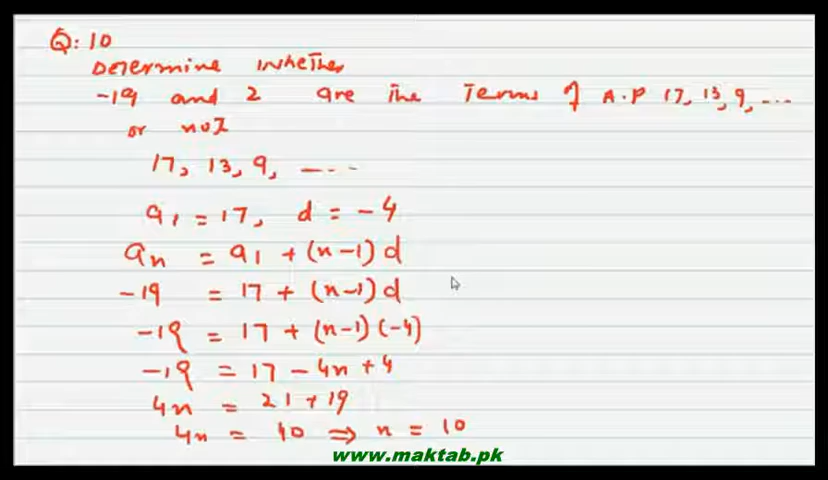 Q: 10
Determine whether
-19 and 2 are the Terms of A.P 17, 13, 9, ....
or not
17, 13, 9, ....
a₁ = 17, d = -4
aₙ = a₁ + (n-1) d
-19 = 17 + (n-1) d
-19 = 17 + (n-1) (-4)
-19 = 17 - 4n + 4
4n = 21 + 19
4n = 40 ⇒ n = 10
www.maktab.pk